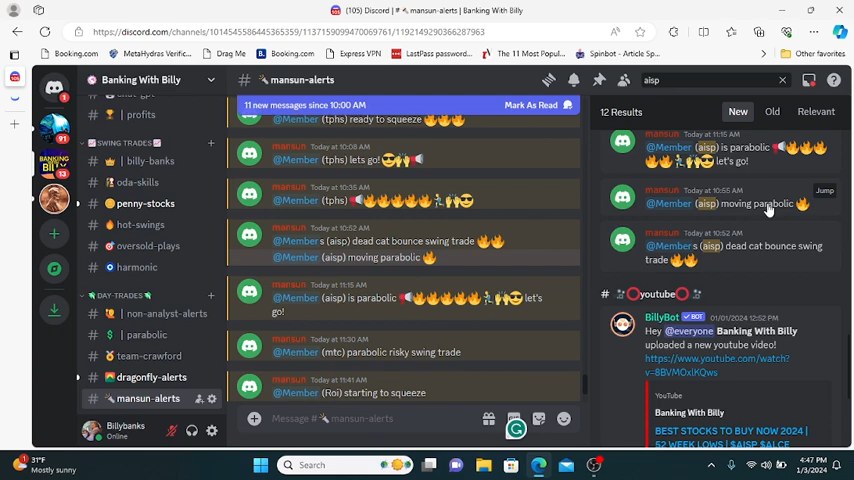 (105) Discord | # 🔦mansun-alerts | Banking With Billy
https://discord.com/channels/1014545586445365359/1137159099470069761/1192149290366287963
Booking.com
MetaHydras Verific...
Drag Me
Booking.com
Express VPN
LastPass password...
The 11 Most Popul...
Spinbot - Article Sp...
Other favorites
Banking With Billy
# 🔦mansun-alerts
aisp
| profits
SWING TRADES
billy-banks
oda-skills
penny-stocks
hot-swings
oversold-plays
harmonic
DAY-TRADES
| non-analyst-alerts
| parabolic
team-crawford
dragonfly-alerts
mansun-alerts
Billybanks
Online
11 new messages since 10:00 AM
Mark As Read
@Member (tphs) ready to squeeze 🔥🔥🔥
mansun Today at 10:08 AM
@Member (tphs) lets go! 😎🙌📢
mansun Today at 10:35 AM
@Member (tphs) 📢🔥🔥🔥🔥🔥🏃‍♂️🙌😎
mansun Today at 10:52 AM
@Member s (aisp) dead cat bounce swing trade 🔥🔥
@Member (aisp) moving parabolic 🔥
mansun Today at 11:15 AM
@Member (aisp) is parabolic 📢🔥🔥🔥🔥🔥🏃‍♂️🙌😎 let's
go!
mansun Today at 11:30 AM
@Member (mtc) parabolic risky swing trade
mansun Today at 11:41 AM
@Member (Roi) starting to squeeze
Message #🔦mansun-alerts
12 Results
New
Old
Relevant
mansun Today at 11:15 AM
@Member (aisp) is parabolic 📢🔥🔥🔥
🔥🔥🏃‍♂️🙌😎 let's go!
mansun Today at 10:55 AM
Jump
@Member (aisp) moving parabolic 🔥
mansun Today at 10:52 AM
@Member s (aisp) dead cat bounce swing
trade 🔥🔥
# youtube
BillyBot ✓ BOT 01/01/2024 12:52 PM
Hey @everyone Banking With Billy
uploaded a new youtube video!
https://www.youtube.com/watch?
v=8BVMOxlKQws
YouTube
Banking With Billy
BEST STOCKS TO BUY NOW 2024 |
52 WEEK LOWS | $AISP $ALCE
105
1
91
13
31°F
Mostly sunny
Search
4:47 PM
1/3/2024